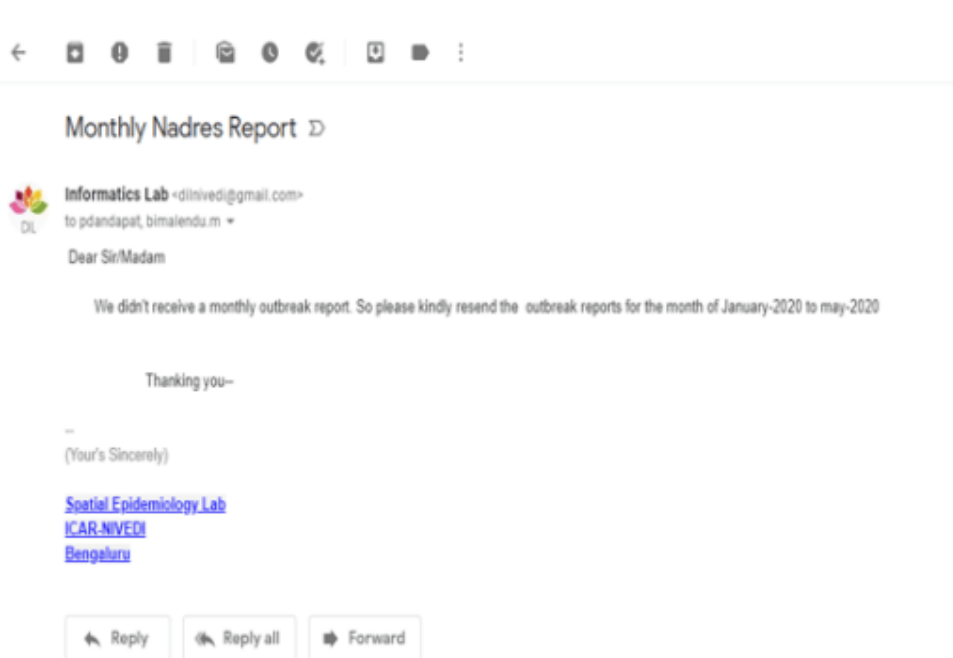 Monthly Nadres Report
Informatics Lab <dilnivedi@gmail.com>
to pdandapat, bimalendu.m
DIL
Dear Sir/Madam
We didn't receive a monthly outbreak report. So please kindly resend the outbreak reports for the month of January-2020 to may-2020
Thanking you--
--
(Your's Sincerely)
Spatial Epidemiology Lab
ICAR-NIVEDI
Bengaluru
Reply Reply all Forward